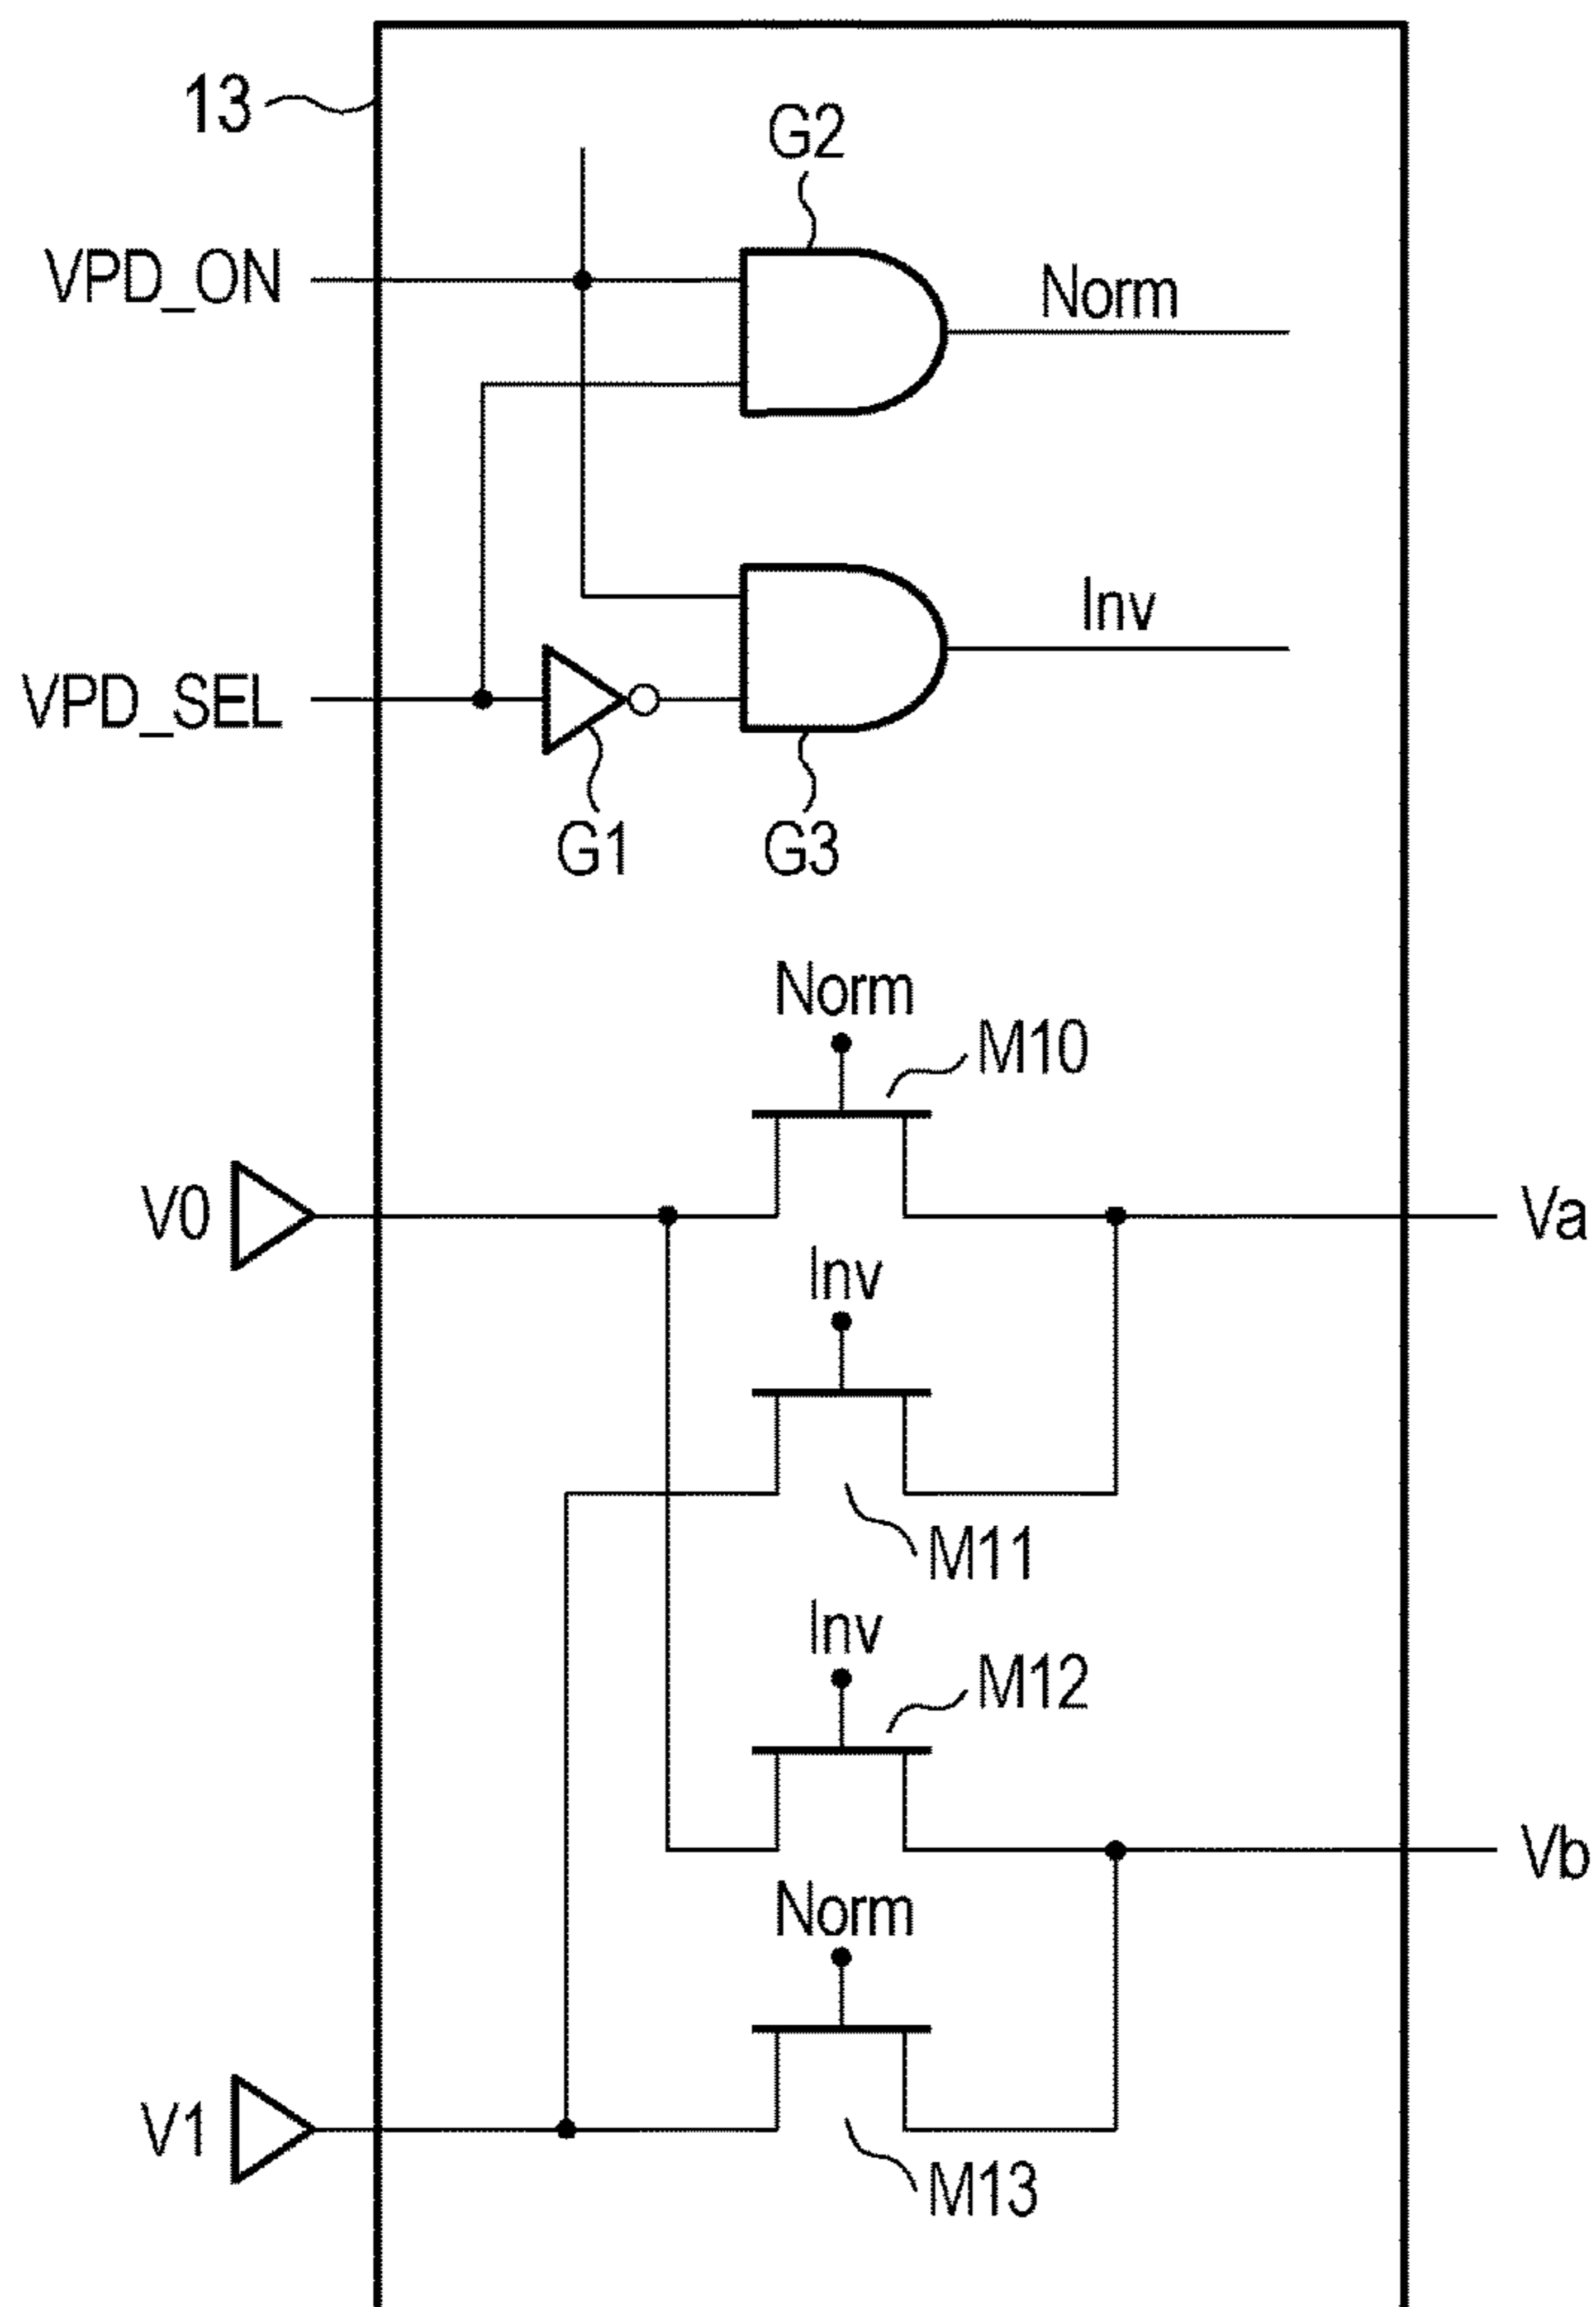 13
G2
VPD_ON
Norm
Inv
VPD_SEL
G1
G3
Norm
M10
V0
Va
Inv
M11
Inv
M12
Vb
Norm
V1
M13